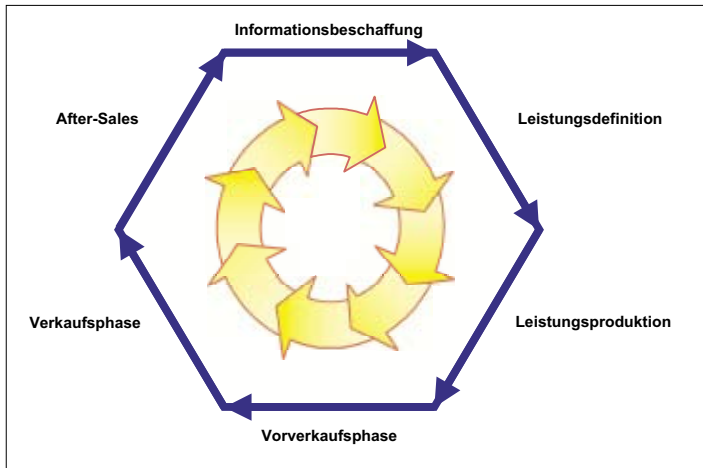 Informationsbeschaffung
After-Sales
Leistungsdefinition
Verkaufsphase
Leistungsproduktion
Vorverkaufsphase